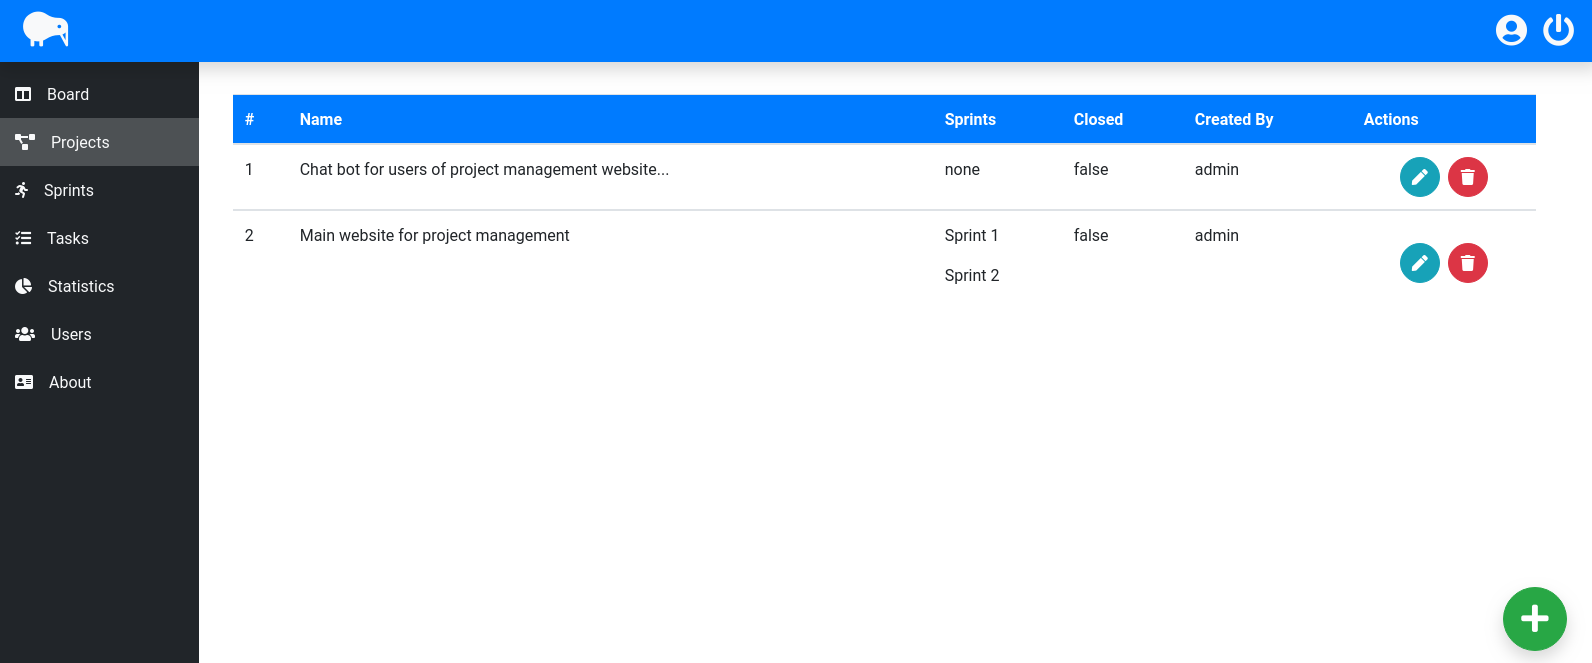 Board
Projects
Sprints
Tasks
Statistics
Users
About
# Name Sprints Closed Created By Actions
1 Chat bot for users of project management website... none false admin
2 Main website for project management Sprint 1 false admin
Sprint 2